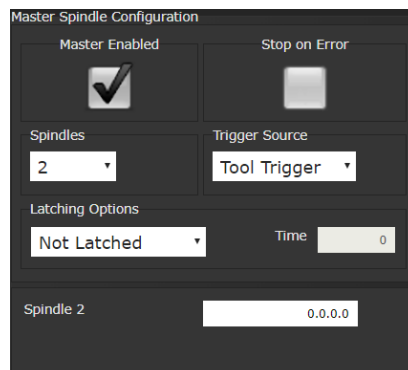 Master Spindle Configuration
Master Enabled
Stop on Error
Spindles
Trigger Source
2
Tool Trigger
Latching Options
Not Latched
Time
0
Spindle 2
0.0.0.0